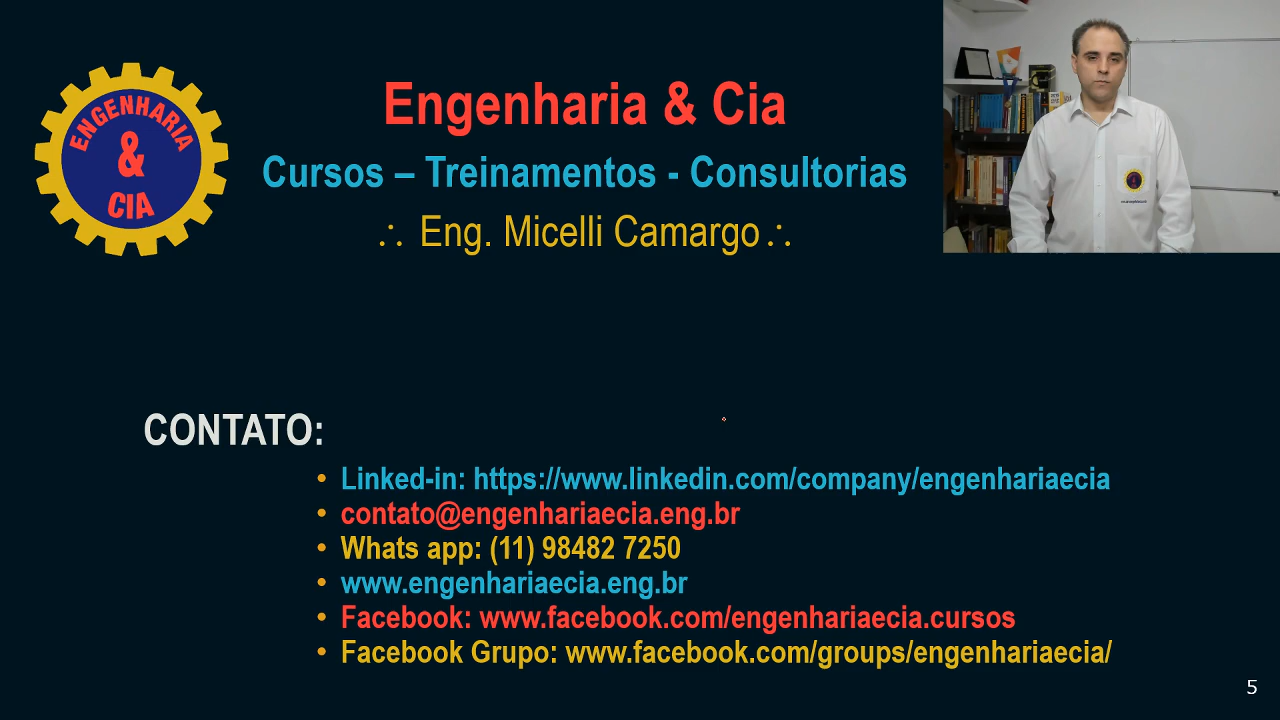 ENGENHARIA
&
CIA
Engenharia & Cia
Cursos – Treinamentos - Consultorias
∴ Eng. Micelli Camargo ∴
CONTATO:
• Linked-in: https://www.linkedin.com/company/engenhariaecia
• contato@engenhariaecia.eng.br
• Whats app: (11) 98482 7250
• www.engenhariaecia.eng.br
• Facebook: www.facebook.com/engenhariaecia.cursos
• Facebook Grupo: www.facebook.com/groups/engenhariaecia/
5